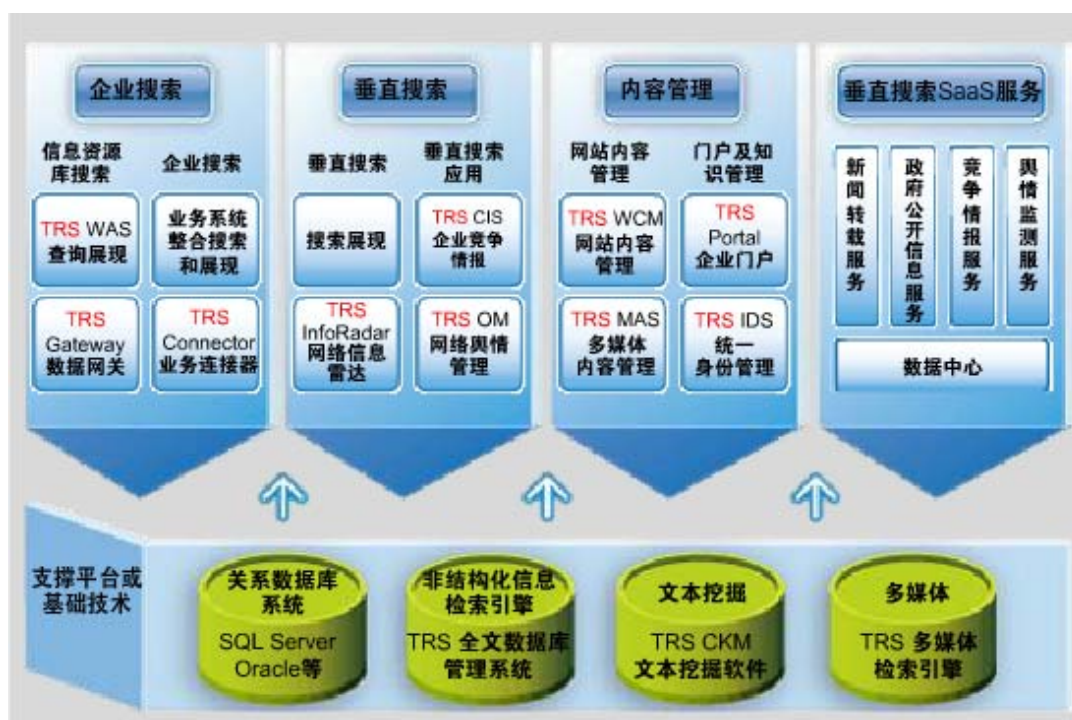 企业搜索
信息资源
库搜索
企业搜索
TRS WAS
查询展现
业务系统
整合搜索
和展现
TRS
Gateway
数据网关
TRS
Connector
业务连接器
垂直搜索
垂直搜索
垂直搜索
应用
搜索展现
TRS CIS
企业竞争
情报
TRS
InfoRadar
网络信息
雷达
TRS OM
网络舆情
管理
内容管理
网站内容
管理
门户及知
识管理
TRS WCM
网站内容
管理
TRS
Portal
企业门户
TRS MAS
多媒体
内容管理
TRS IDS
统一
身份管理
垂直搜索SaaS服务
新闻转载服务
政府公开信息服务
竞争情报服务
舆情监测服务
数据中心
支撑平台或
基础技术
关系数据库
系统
SQL Server
Oracle等
非结构化信息
检索引擎
TRS 全文数据库
管理系统
文本挖掘
TRS CKM
文本挖掘软件
多媒体
TRS 多媒体
检索引擎